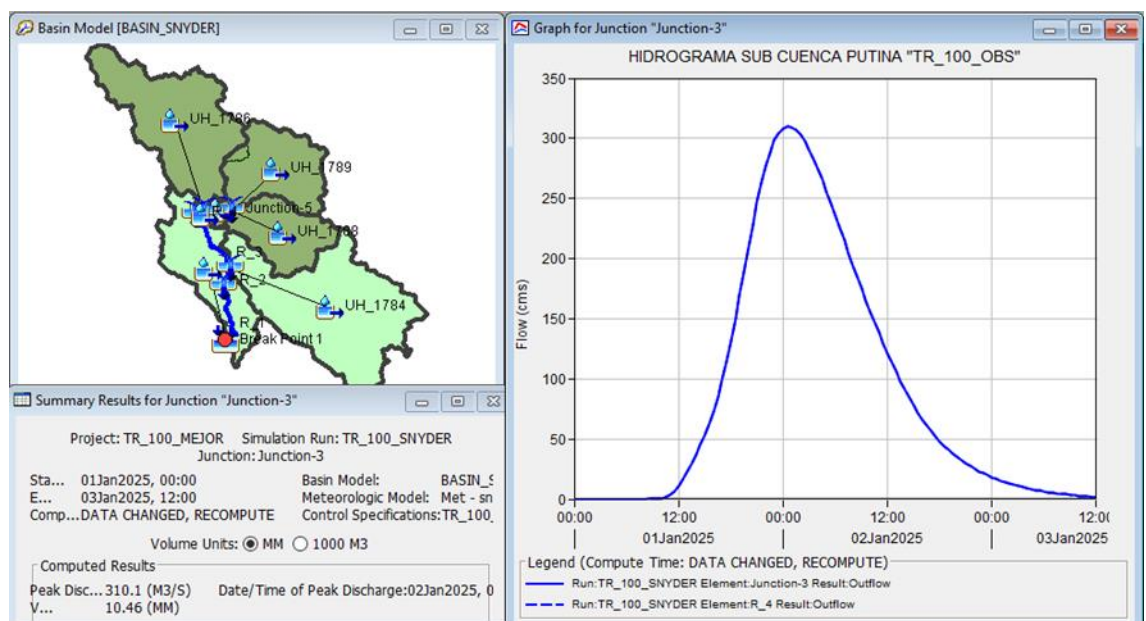 Basin Model [BASIN_SNYDER]
UH_1786
UH_1789
Junction-5
R_3
R_2
UH_1784
R_1
Break Point 1
Summary Results for Junction "Junction-3"
Project: TR_100_MEJOR Simulation Run: TR_100_SNYDER
Junction: Junction-3
Sta... 01Jan2025, 00:00 Basin Model: BASIN_S
E... 03Jan2025, 12:00 Meteorologic Model: Met - sn
Comp...DATA CHANGED, RECOMPUTE Control Specifications:TR_100_
Volume Units: MM 1000 M3
Computed Results
Peak Disc... 310.1 (M3/S) Date/Time of Peak Discharge:02Jan2025, 0
V... 10.46 (MM)
Graph for Junction "Junction-3"
HIDROGRAMA SUB CUENCA PUTINA "TR_100_OBS"
350
300
250
200
150
100
50
0
Flow (cms)
00:00 12:00 00:00 12:00 00:00 12:0
01Jan2025 02Jan2025 03Jan2025
Legend (Compute Time: DATA CHANGED, RECOMPUTE)
Run:TR_100_SNYDER Element:Junction-3 Result:Outflow
Run:TR_100_SNYDER Element:R_4 Result:Outflow